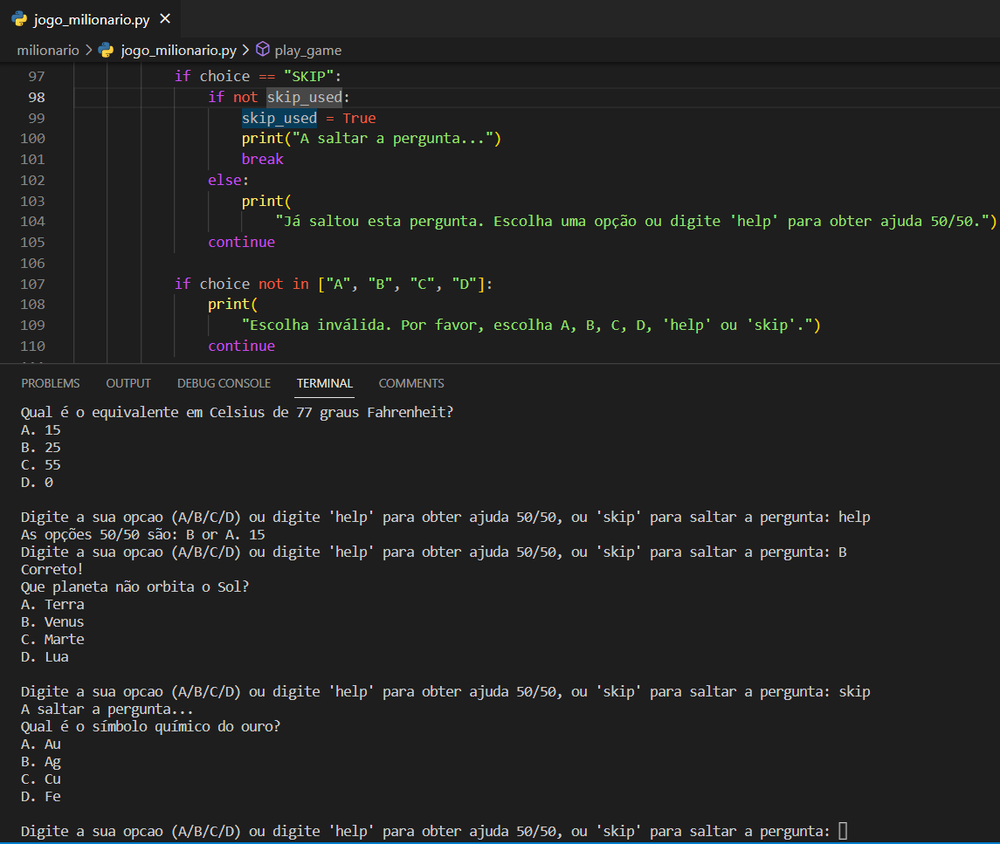 jogo_milionario.py
milionario > jogo_milionario.py > play_game
97 if choice == "SKIP":
98 if not skip_used:
99 skip_used = True
100 print("A saltar a pergunta...")
101 break
102 else:
103 print(
104 "Já saltou esta pergunta. Escolha uma opção ou digite 'help' para obter ajuda 50/50.")
105 continue
106
107 if choice not in ["A", "B", "C", "D"]:
108 print(
109 "Escolha inválida. Por favor, escolha A, B, C, D, 'help' ou 'skip'.")
110 continue
PROBLEMS OUTPUT DEBUG CONSOLE TERMINAL COMMENTS
Qual é o equivalente em Celsius de 77 graus Fahrenheit?
A. 15
B. 25
C. 55
D. 0
Digite a sua opcao (A/B/C/D) ou digite 'help' para obter ajuda 50/50, ou 'skip' para saltar a pergunta: help
As opções 50/50 são: B or A. 15
Digite a sua opcao (A/B/C/D) ou digite 'help' para obter ajuda 50/50, ou 'skip' para saltar a pergunta: B
Correto!
Que planeta não orbita o Sol?
A. Terra
B. Venus
C. Marte
D. Lua
Digite a sua opcao (A/B/C/D) ou digite 'help' para obter ajuda 50/50, ou 'skip' para saltar a pergunta: skip
A saltar a pergunta...
Qual é o símbolo químico do ouro?
A. Au
B. Ag
C. Cu
D. Fe
Digite a sua opcao (A/B/C/D) ou digite 'help' para obter ajuda 50/50, ou 'skip' para saltar a pergunta: